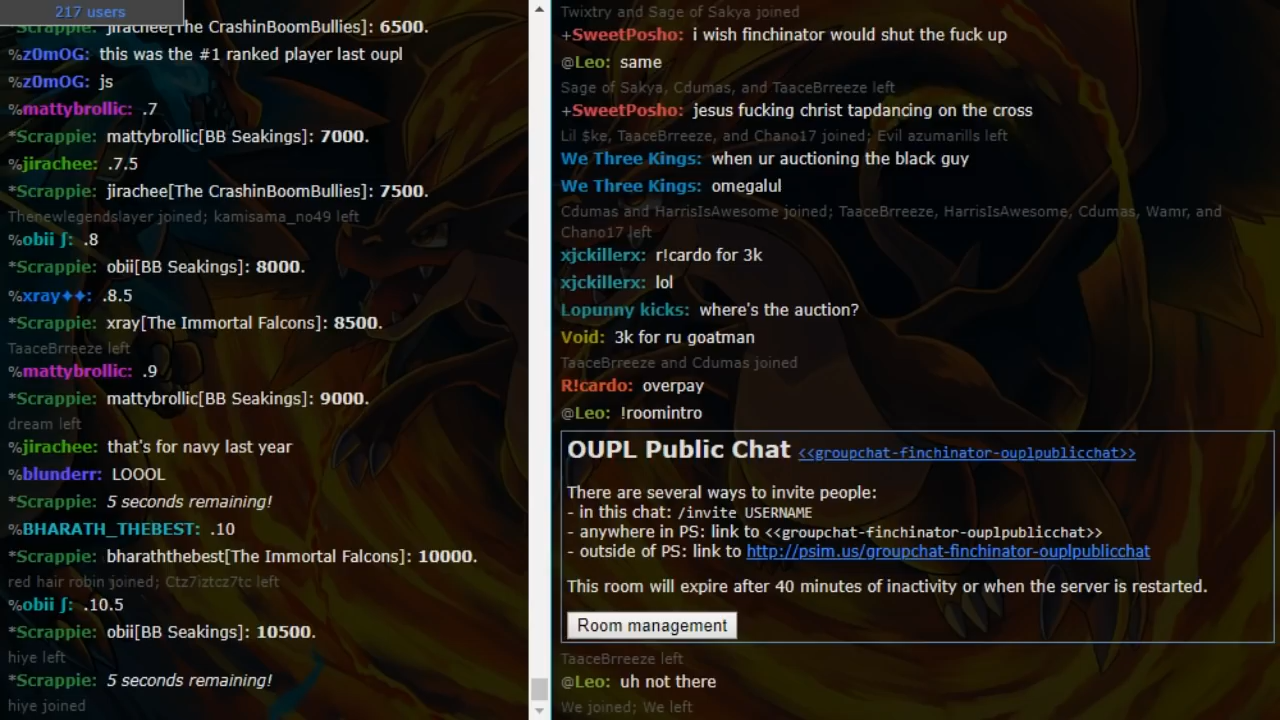 217 users
*Scrappie: jirachee[The CrashinBoomBullies]: 6500.
%z0mOG: this was the #1 ranked player last oupl
%z0mOG: js
%mattybrollic: .7
*Scrappie: mattybrollic[BB Seakings]: 7000.
%jirachee: .7.5
*Scrappie: jirachee[The CrashinBoomBullies]: 7500.
Thenewlegendslayer joined; kamisama_no49 left
%obii ʃ: .8
*Scrappie: obii[BB Seakings]: 8000.
%xray✦✦: .8.5
*Scrappie: xray[The Immortal Falcons]: 8500.
TaaceBrreeze left
%mattybrollic: .9
*Scrappie: mattybrollic[BB Seakings]: 9000.
dream left
%jirachee: that's for navy last year
%blunderr: LOOOL
*Scrappie: 5 seconds remaining!
%BHARATH_THEBEST: .10
*Scrappie: bharaththebest[The Immortal Falcons]: 10000.
red hair robin joined; Ctz7iztcz7tc left
%obii ʃ: .10.5
*Scrappie: obii[BB Seakings]: 10500.
hiye left
*Scrappie: 5 seconds remaining!
hiye joined
Twixtry and Sage of Sakya joined
+SweetPosho: i wish finchinator would shut the fuck up
@Leo: same
Sage of Sakya, Cdumas, and TaaceBrreeze left
+SweetPosho: jesus fucking christ tapdancing on the cross
Lil $ke, TaaceBrreeze, and Chano17 joined; Evil azumarills left
We Three Kings: when ur auctioning the black guy
We Three Kings: omegalul
Cdumas and HarrisIsAwesome joined; TaaceBrreeze, HarrisIsAwesome, Cdumas, Wamr, and
Chano17 left
xjckillerx: r!cardo for 3k
xjckillerx: lol
Lopunny kicks: where's the auction?
Void: 3k for ru goatman
TaaceBrreeze and Cdumas joined
R!cardo: overpay
@Leo: !roomintro
OUPL Public Chat <<groupchat-finchinator-ouplpublicchat>>
There are several ways to invite people:
- in this chat: /invite USERNAME
- anywhere in PS: link to <<groupchat-finchinator-ouplpublicchat>>
- outside of PS: link to http://psim.us/groupchat-finchinator-ouplpublicchat
This room will expire after 40 minutes of inactivity or when the server is restarted.
Room management
TaaceBrreeze left
@Leo: uh not there
We joined; We left